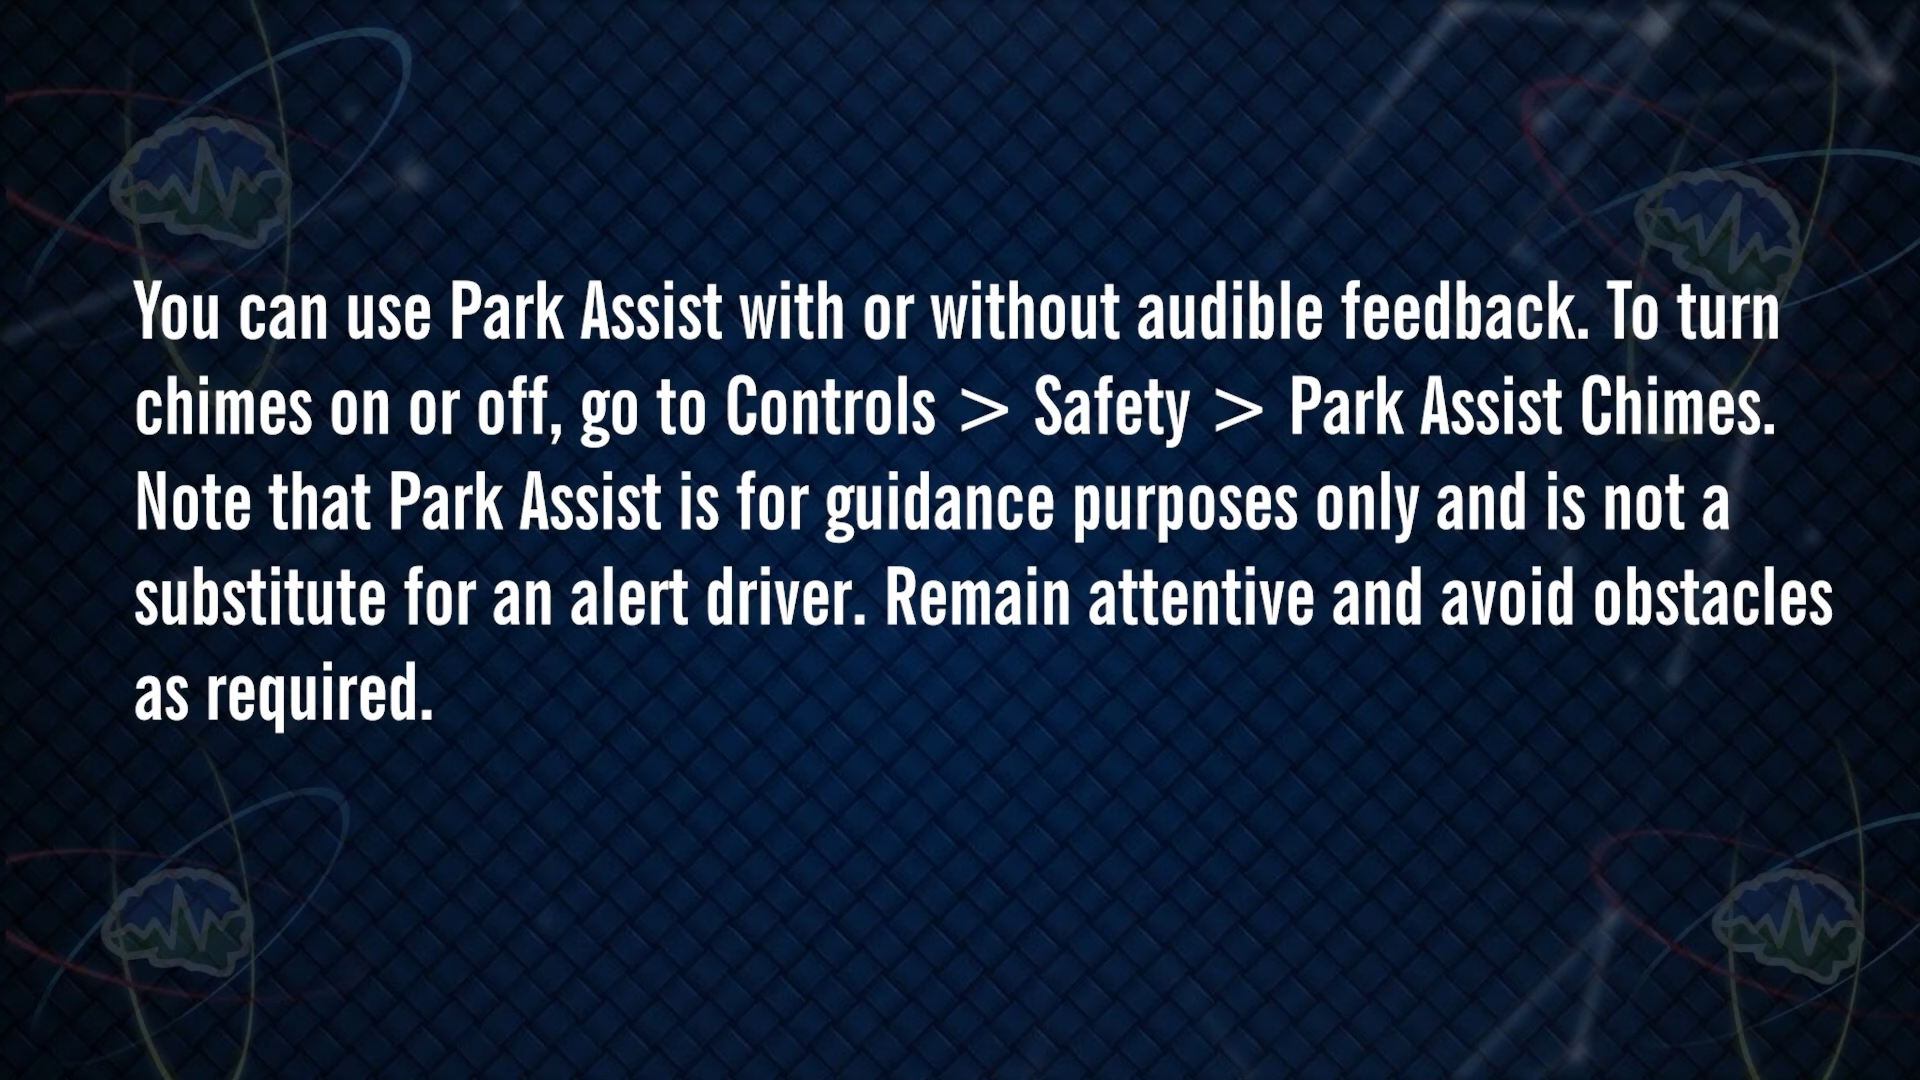 You can use Park Assist with or without audible feedback. To turn
chimes on or off, go to Controls > Safety > Park Assist Chimes.
Note that Park Assist is for guidance purposes only and is not a
substitute for an alert driver. Remain attentive and avoid obstacles
as required.